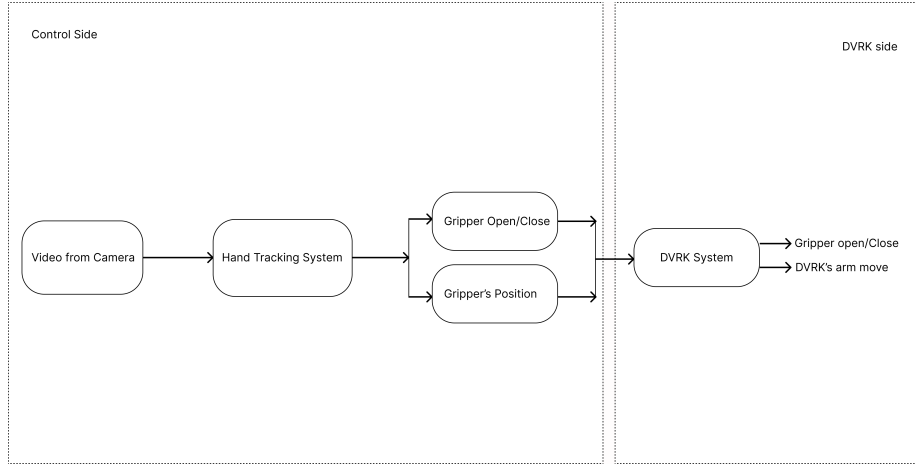 Control Side
DVRK side
Video from Camera
Hand Tracking System
Gripper Open/Close
Gripper’s Position
DVRK System
Gripper open/Close
DVRK’s arm move